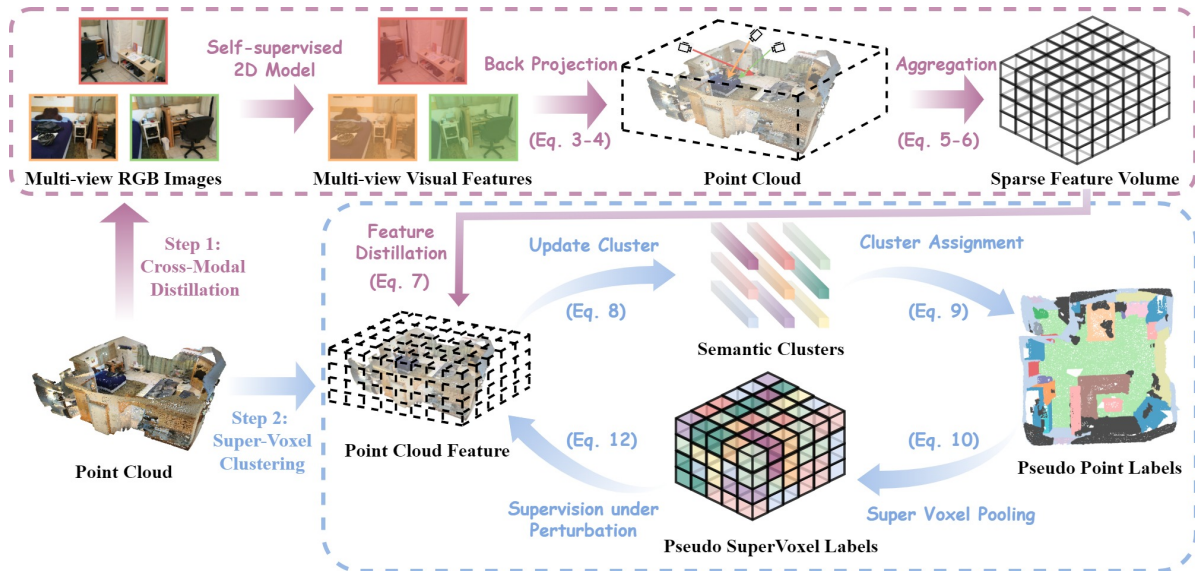 Self-supervised
2D Model
Back Projection
(Eq. 3-4)
Aggregation
(Eq. 5-6)
Multi-view RGB Images
Multi-view Visual Features
Point Cloud
Sparse Feature Volume
Step 1:
Cross-Modal
Distillation
Feature
Distillation
(Eq. 7)
Update Cluster
(Eq. 8)
Cluster Assignment
(Eq. 9)
Semantic Clusters
Step 2:
Super-Voxel
Clustering
Point Cloud
Point Cloud Feature
(Eq. 12)
(Eq. 10)
Pseudo Point Labels
Supervision under
Perturbation
Super Voxel Pooling
Pseudo SuperVoxel Labels